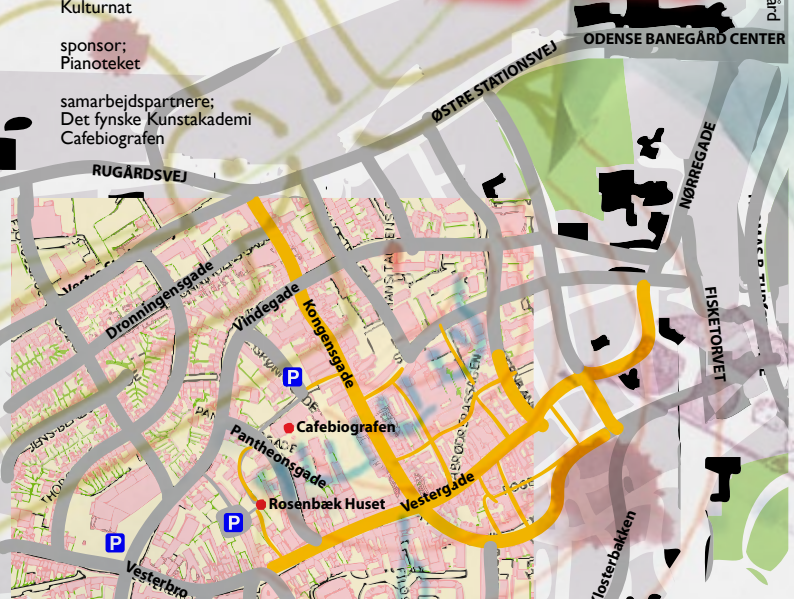 Kulturnat
sponsor;
Pianoteket
samarbejdspartnere;
Det fynske Kunstakademi
Cafebiografen
ODENSE BANEGÅRD CENTER
ØSTRE STATIONSVEJ
RUGÅRDSVEJ
NØRREGADE
Dronningensgade
Vindegade
Kongensgade
FISKETORVET
P
Cafebiografen
Pantheonsgade
Vestergade
Rosenbæk Huset
P
P
Vesterbro
Klosterbakken